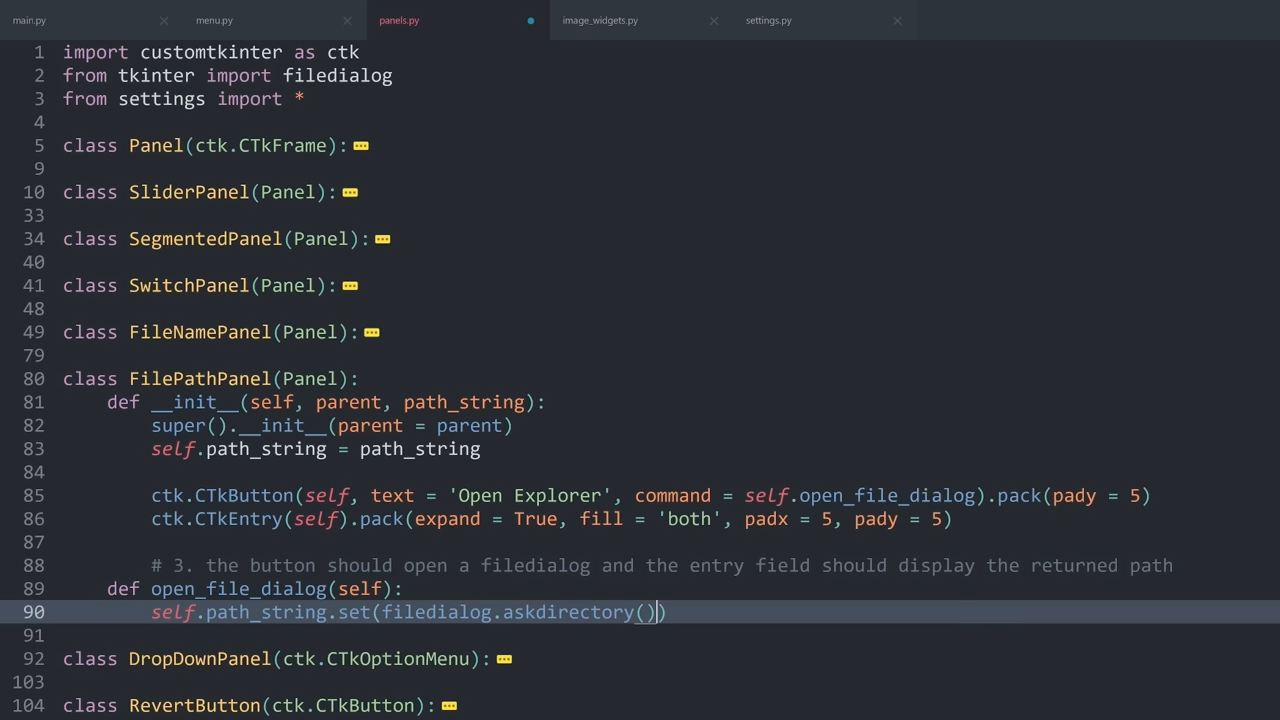 main.py menu.py panels.py image_widgets.py settings.py
1 import customtkinter as ctk
2 from tkinter import filedialog
3 from settings import *
4
5 class Panel(ctk.CTkFrame):
9
10 class SliderPanel(Panel):
33
34 class SegmentedPanel(Panel):
40
41 class SwitchPanel(Panel):
48
49 class FileNamePanel(Panel):
79
80 class FilePathPanel(Panel):
81     def __init__(self, parent, path_string):
82         super().__init__(parent = parent)
83         self.path_string = path_string
84
85         ctk.CTkButton(self, text = 'Open Explorer', command = self.open_file_dialog).pack(pady = 5)
86         ctk.CTkEntry(self).pack(expand = True, fill = 'both', padx = 5, pady = 5)
87
88         # 3. the button should open a filedialog and the entry field should display the returned path
89     def open_file_dialog(self):
90         self.path_string.set(filedialog.askdirectory())
91
92 class DropDownPanel(ctk.CTkOptionMenu):
103
104 class RevertButton(ctk.CTkButton):